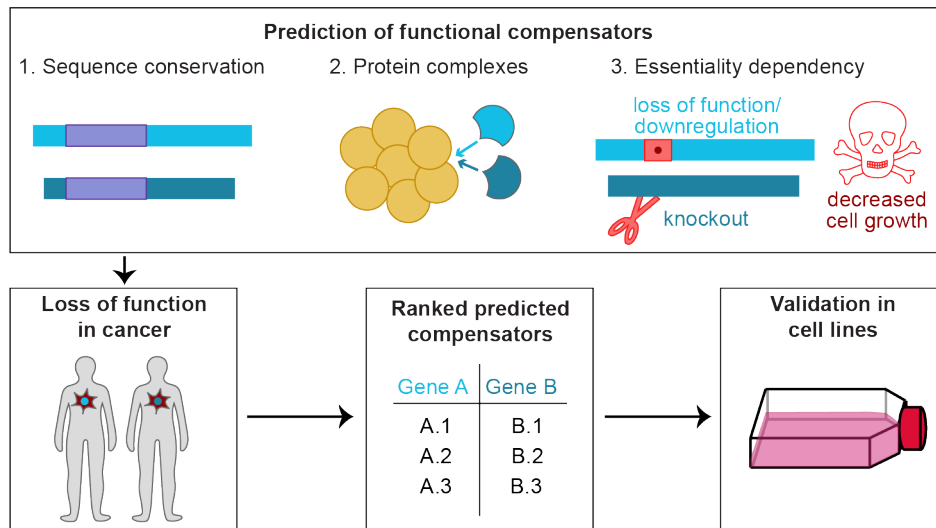 Prediction of functional compensators
1. Sequence conservation
2. Protein complexes
3. Essentiality dependency
loss of function/
downregulation
knockout
decreased
cell growth
Loss of function
in cancer
Ranked predicted
compensators
Gene A Gene B
A.1 B.1
A.2 B.2
A.3 B.3
Validation in
cell lines